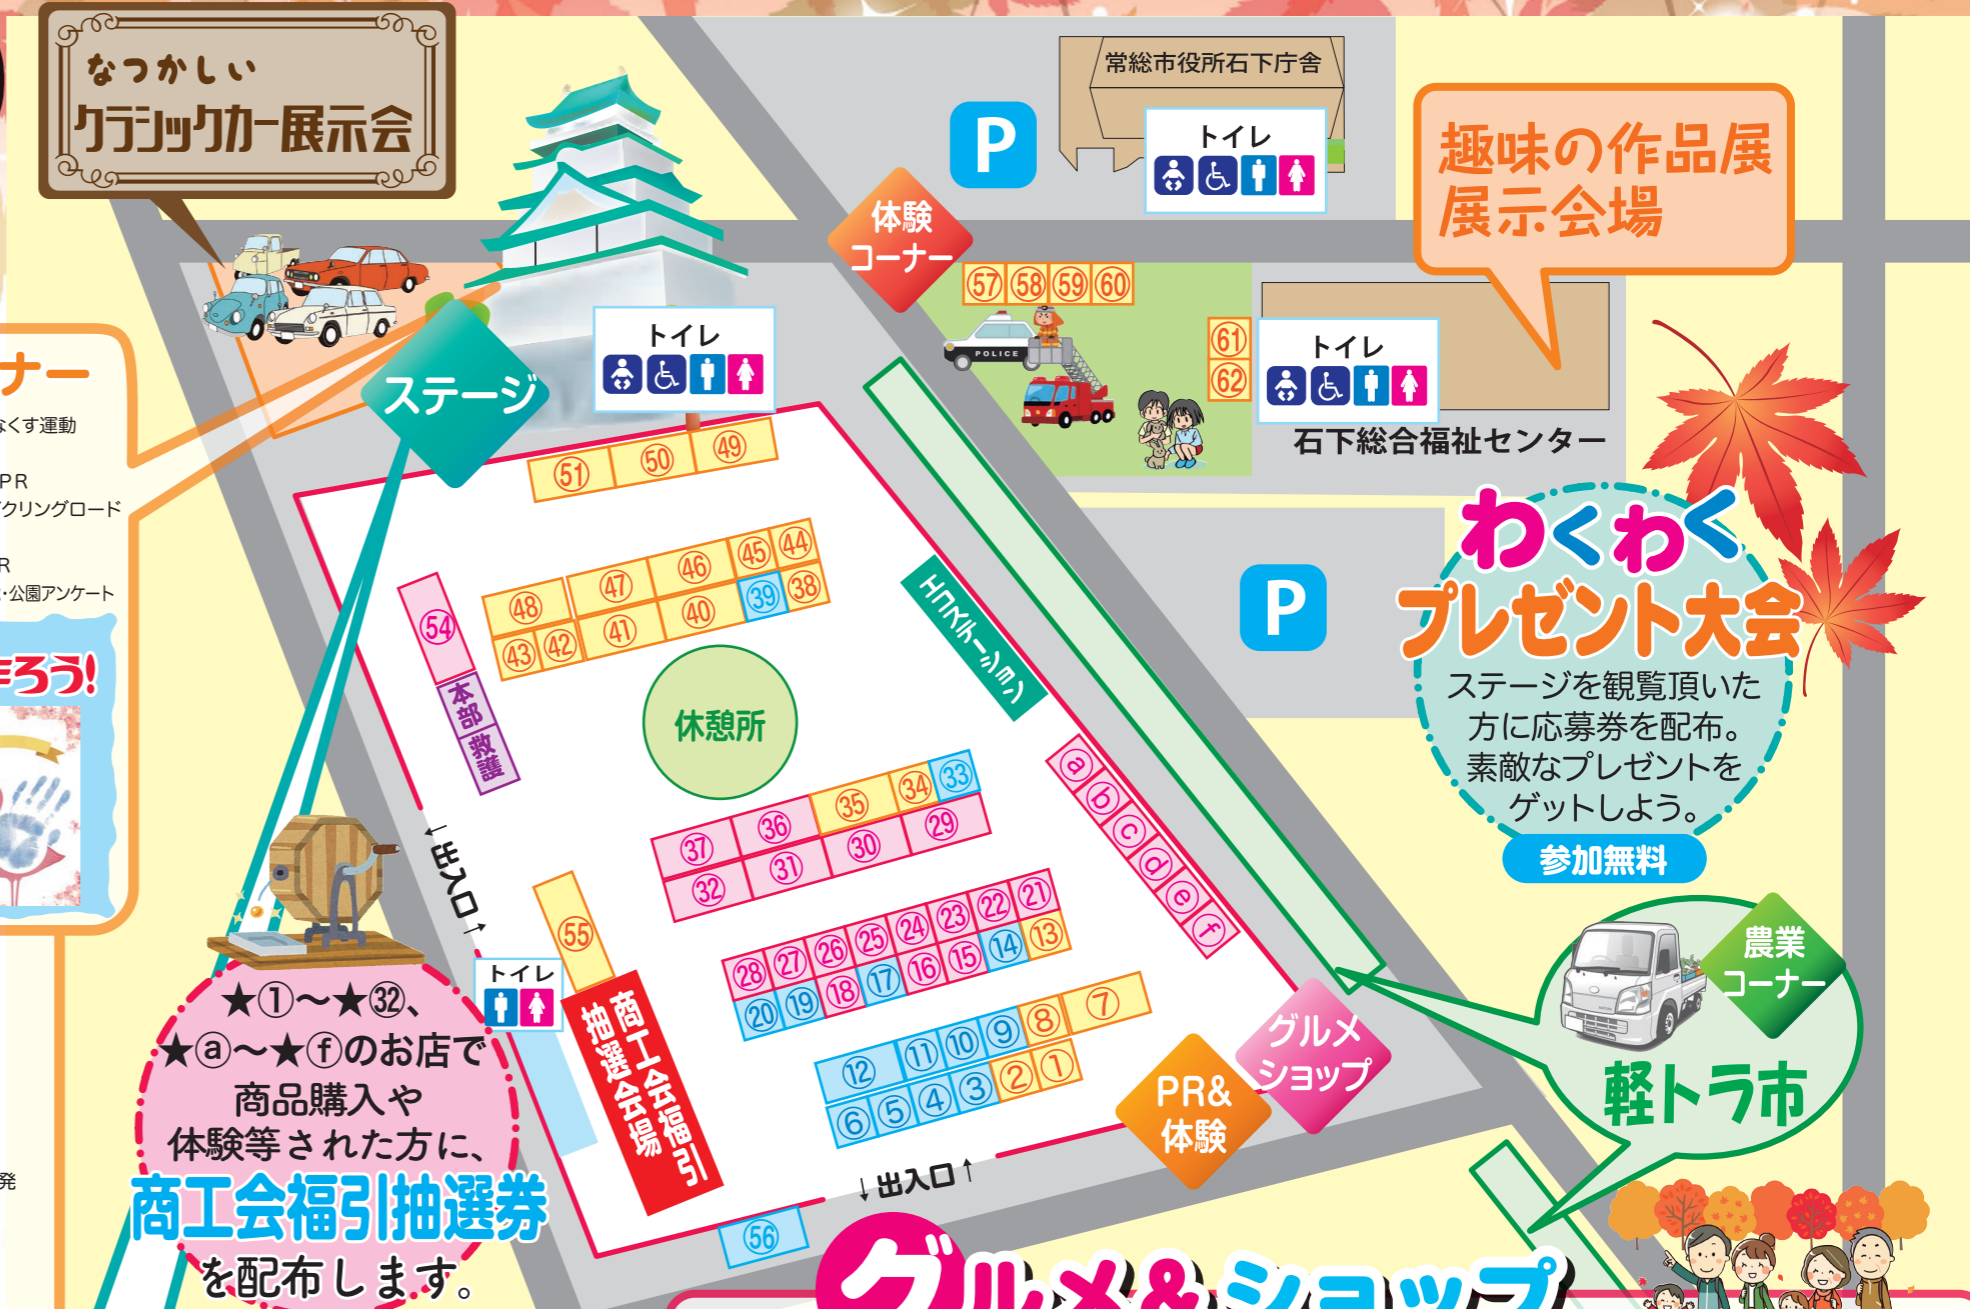 なつかしい
クラシックカー展示会
常総市役所石下庁舎
P
トイレ
趣味の作品展
展示会場
体験
コーナー
57 58 59 60
POLICE
61
62
トイレ
石下総合福祉センター
トイレ
ステージ
ナー
なくす運動
PR
クリングロード
R
・公園アンケート
ろう!
51 50 49
48 47 46 45 44
43 42 41 40 39 38
54
本部
救護
休憩所
エコステーション
P
わくわく
プレゼント大会
ステージを観覧頂いた
方に応募券を配布。
素敵なプレゼントを
ゲットしよう。
参加無料
37 36 35 34 33
32 31 30 29
ⓐ ⓑ ⓒ ⓓ ⓔ ⓕ
←出入口→
28 27 26 25 24 23 22 21
20 19 18 17 16 15 14 13
55
トイレ
商工会福引
抽選会場
12 11 10 9 8 7
6 5 4 3 2 1
↓出入口↑
56
PR&
体験
グルメ
ショップ
農業
コーナー
軽トラ市
★①〜★㉜、
★ⓐ〜★ⓕのお店で
商品購入や
体験等された方に、
商工会福引抽選券
を配布します。
発
グルメ&ショップ